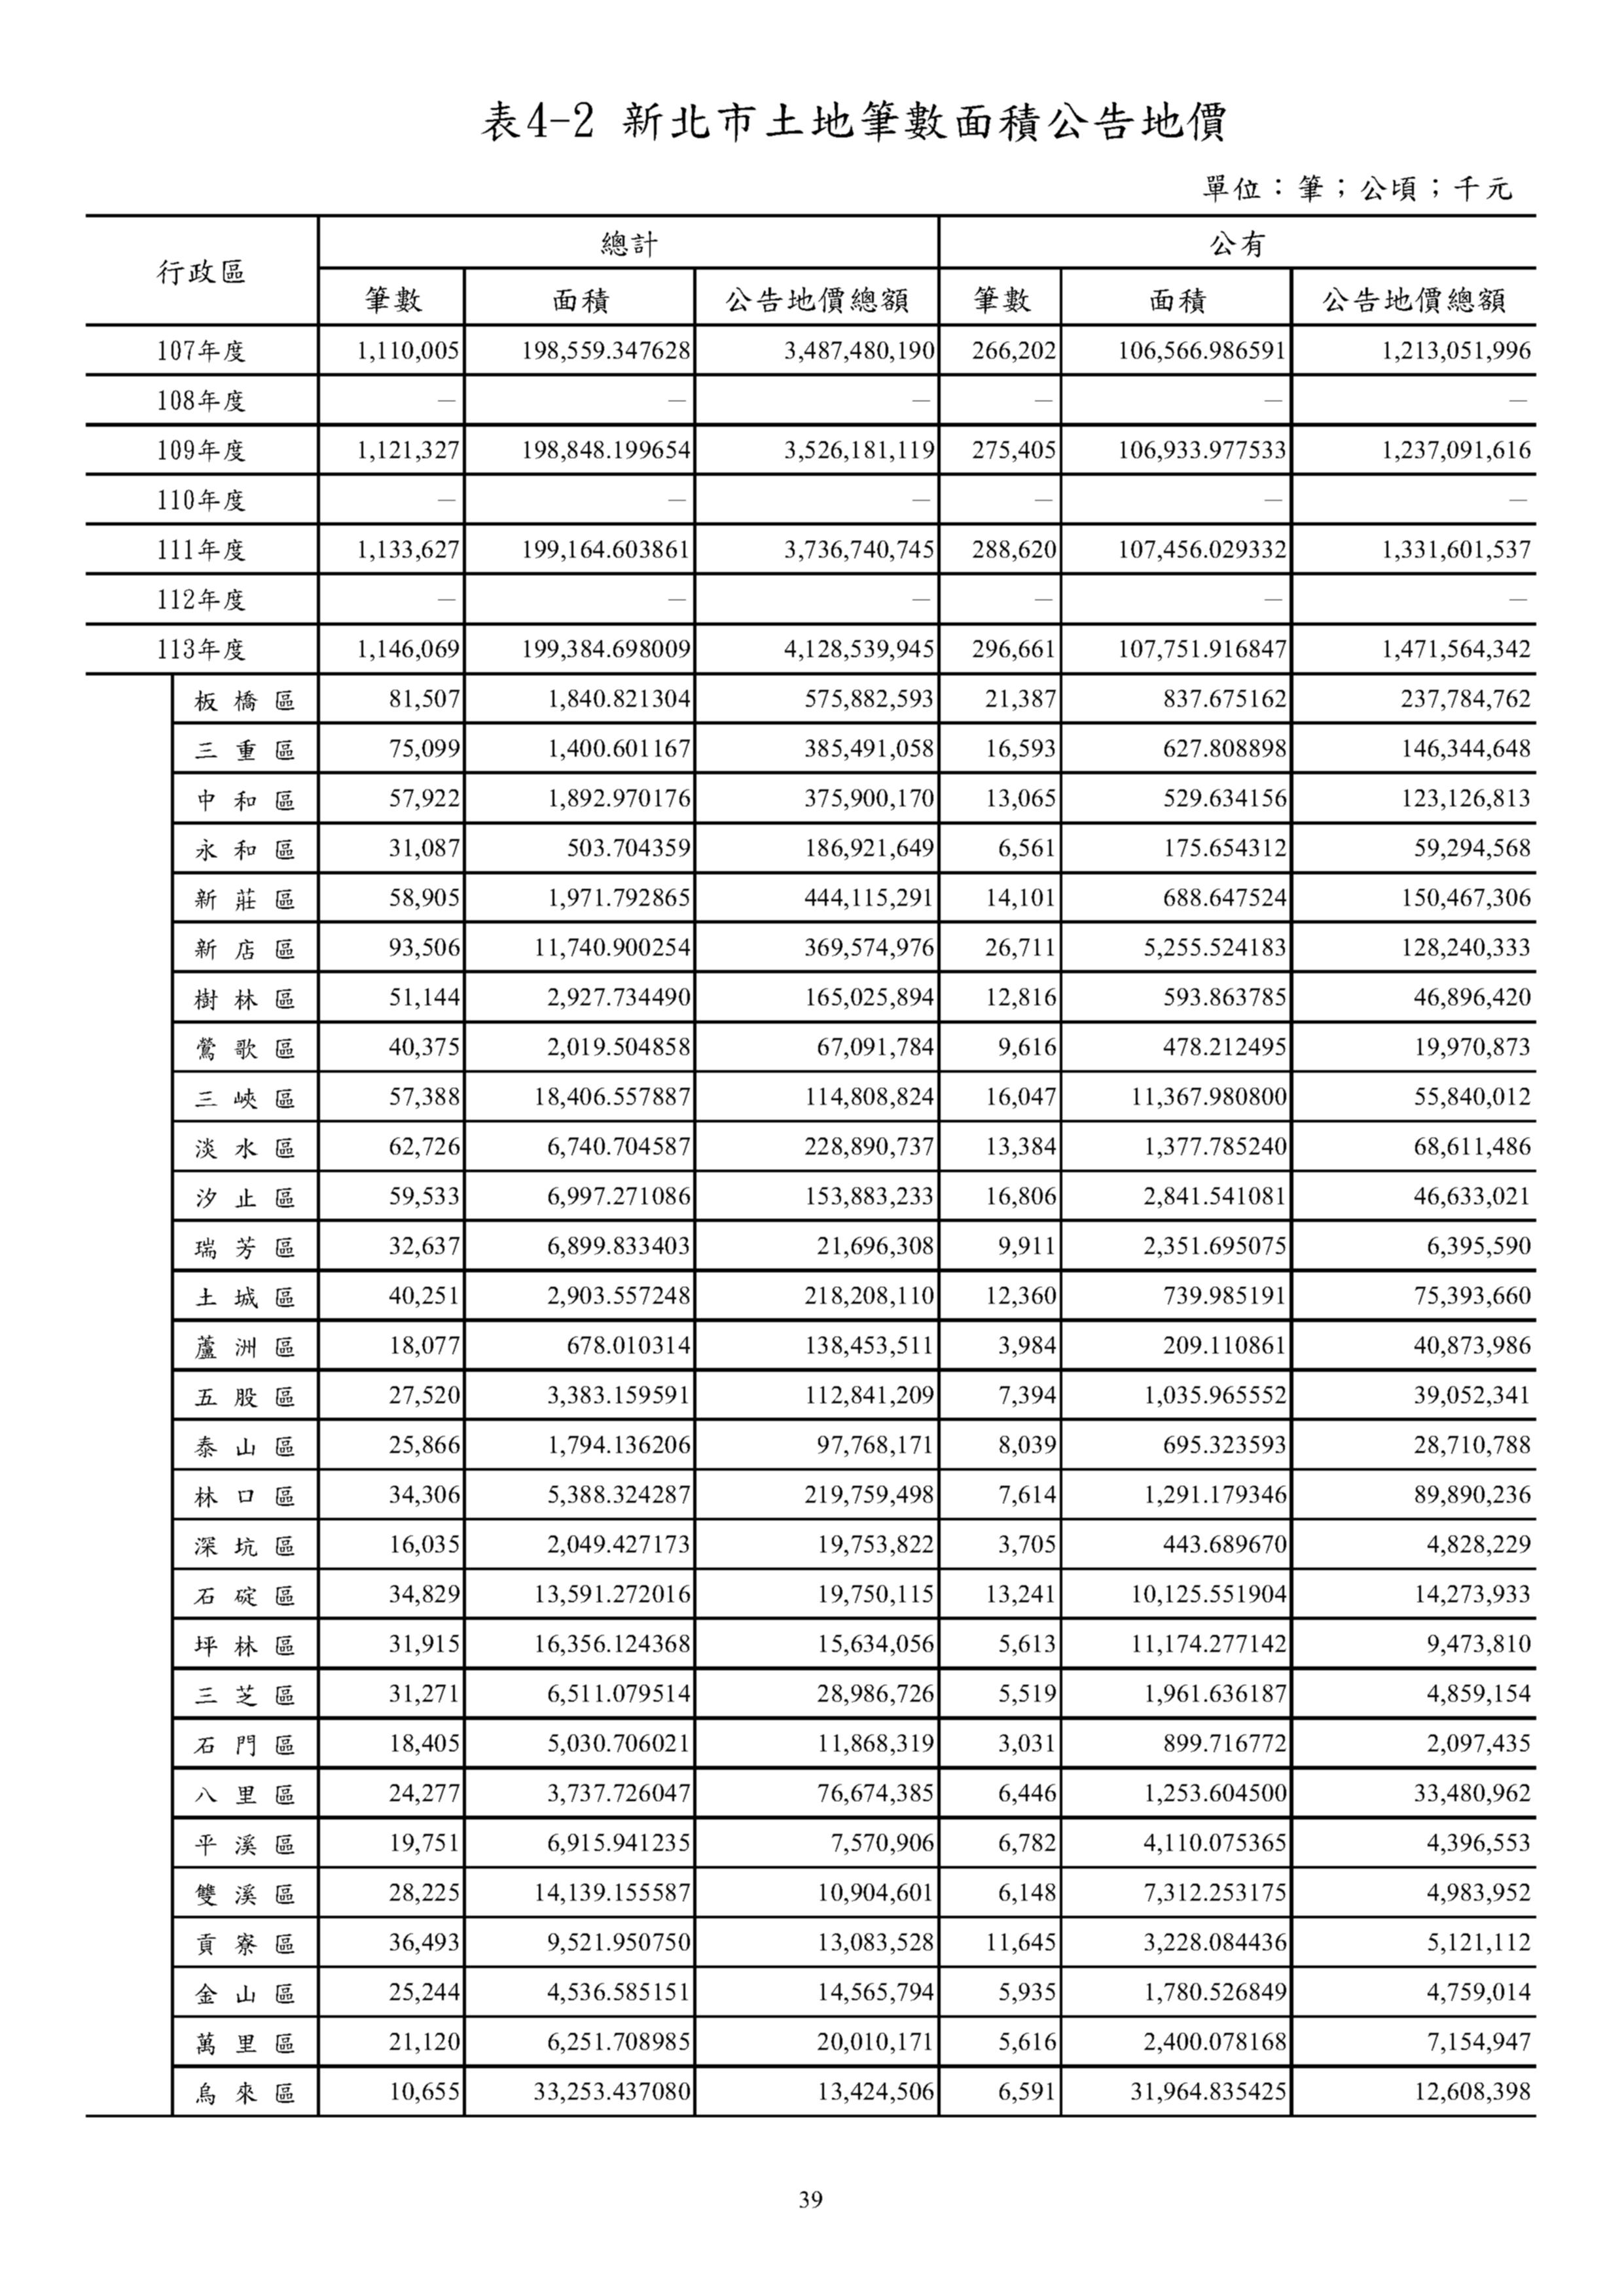 表4-2 新北市土地筆數面積公告地價
單位：筆；公頃；千元
行政區 總計 公有
筆數 面積 公告地價總額 筆數 面積 公告地價總額
107年度 1,110,005 198,559.347628 3,487,480,190 266,202 106,566.986591 1,213,051,996
108年度 — — — — — —
109年度 1,121,327 198,848.199654 3,526,181,119 275,405 106,933.977533 1,237,091,616
110年度 — — — — — —
111年度 1,133,627 199,164.603861 3,736,740,745 288,620 107,456.029332 1,331,601,537
112年度 — — — — — —
113年度 1,146,069 199,384.698009 4,128,539,945 296,661 107,751.916847 1,471,564,342
板橋區 81,507 1,840.821304 575,882,593 21,387 837.675162 237,784,762
三重區 75,099 1,400.601167 385,491,058 16,593 627.808898 146,344,648
中和區 57,922 1,892.970176 375,900,170 13,065 529.634156 123,126,813
永和區 31,087 503.704359 186,921,649 6,561 175.654312 59,294,568
新莊區 58,905 1,971.792865 444,115,291 14,101 688.647524 150,467,306
新店區 93,506 11,740.900254 369,574,976 26,711 5,255.524183 128,240,333
樹林區 51,144 2,927.734490 165,025,894 12,816 593.863785 46,896,420
鶯歌區 40,375 2,019.504858 67,091,784 9,616 478.212495 19,970,873
三峽區 57,388 18,406.557887 114,808,824 16,047 11,367.980800 55,840,012
淡水區 62,726 6,740.704587 228,890,737 13,384 1,377.785240 68,611,486
汐止區 59,533 6,997.271086 153,883,233 16,806 2,841.541081 46,633,021
瑞芳區 32,637 6,899.833403 21,696,308 9,911 2,351.695075 6,395,590
土城區 40,251 2,903.557248 218,208,110 12,360 739.985191 75,393,660
蘆洲區 18,077 678.010314 138,453,511 3,984 209.110861 40,873,986
五股區 27,520 3,383.159591 112,841,209 7,394 1,035.965552 39,052,341
泰山區 25,866 1,794.136206 97,768,171 8,039 695.323593 28,710,788
林口區 34,306 5,388.324287 219,759,498 7,614 1,291.179346 89,890,236
深坑區 16,035 2,049.427173 19,753,822 3,705 443.689670 4,828,229
石碇區 34,829 13,591.272016 19,750,115 13,241 10,125.551904 14,273,933
坪林區 31,915 16,356.124368 15,634,056 5,613 11,174.277142 9,473,810
三芝區 31,271 6,511.079514 28,986,726 5,519 1,961.636187 4,859,154
石門區 18,405 5,030.706021 11,868,319 3,031 899.716772 2,097,435
八里區 24,277 3,737.726047 76,674,385 6,446 1,253.604500 33,480,962
平溪區 19,751 6,915.941235 7,570,906 6,782 4,110.075365 4,396,553
雙溪區 28,225 14,139.155587 10,904,601 6,148 7,312.253175 4,983,952
貢寮區 36,493 9,521.950750 13,083,528 11,645 3,228.084436 5,121,112
金山區 25,244 4,536.585151 14,565,794 5,935 1,780.526849 4,759,014
萬里區 21,120 6,251.708985 20,010,171 5,616 2,400.078168 7,154,947
烏來區 10,655 33,253.437080 13,424,506 6,591 31,964.835425 12,608,398
39